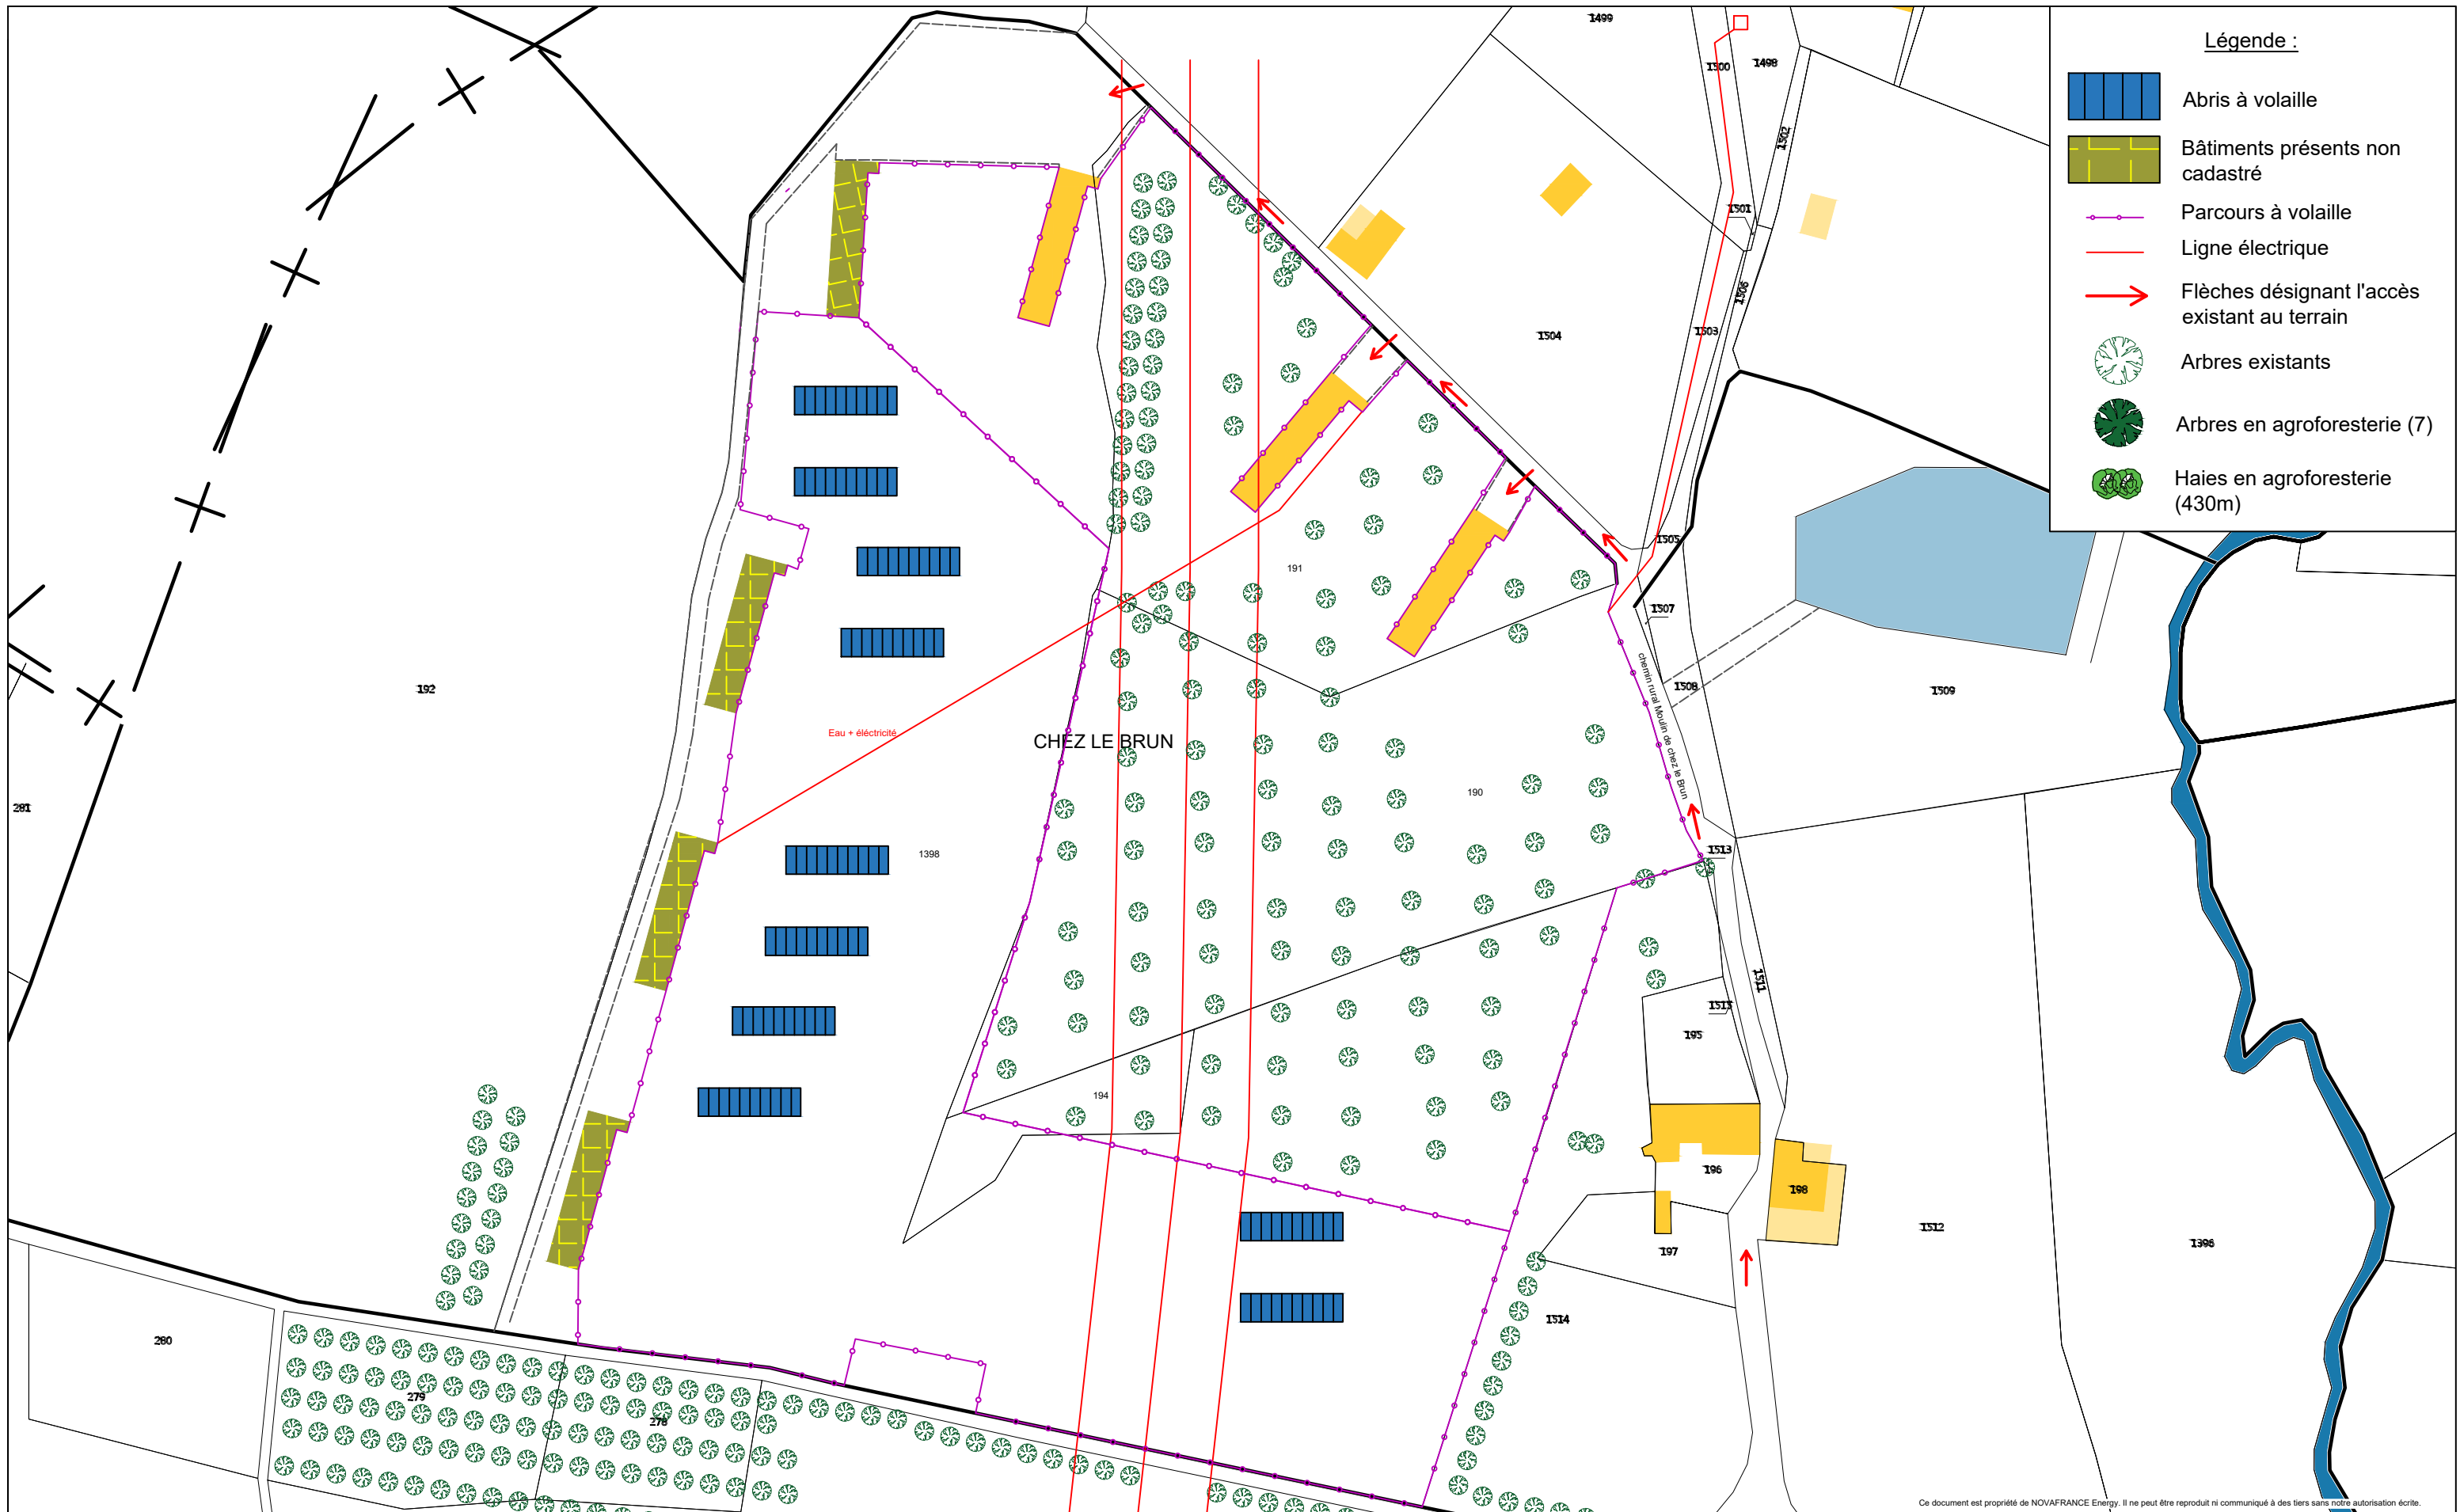 Légende :
Abris à volaille
Bâtiments présents non
cadastré
Parcours à volaille
Ligne électrique
Flèches désignant l'accès
existant au terrain
Arbres existants
Arbres en agroforesterie (7)
Haies en agroforesterie
(430m)
1499
1500
1498
1502
1501
1506
1503
1504
1505
191
1507
1508
1509
chemin rural Moulin de chez le Brun
192
Eau + éléctricité
CHEZ LE BRUN
281
190
1398
1513
1511
1515
195
194
196
198
197
1512
1396
1514
280
279
278
Ce document est propriété de NOVAFRANCE Energy. Il ne peut être reproduit ni communiqué à des tiers sans notre autorisation écrite.